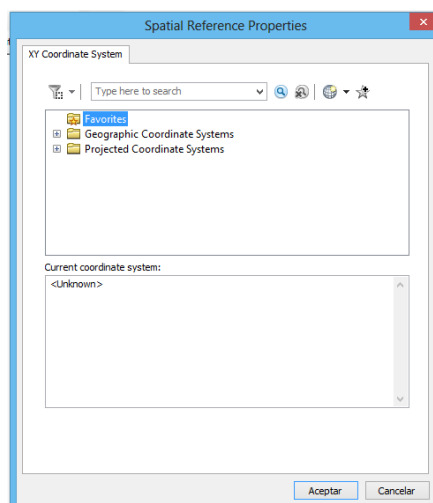 Spatial Reference Properties
XY Coordinate System
Type here to search
Favorites
Geographic Coordinate Systems
Projected Coordinate Systems
Current coordinate system:
<Unknown>
Aceptar
Cancelar